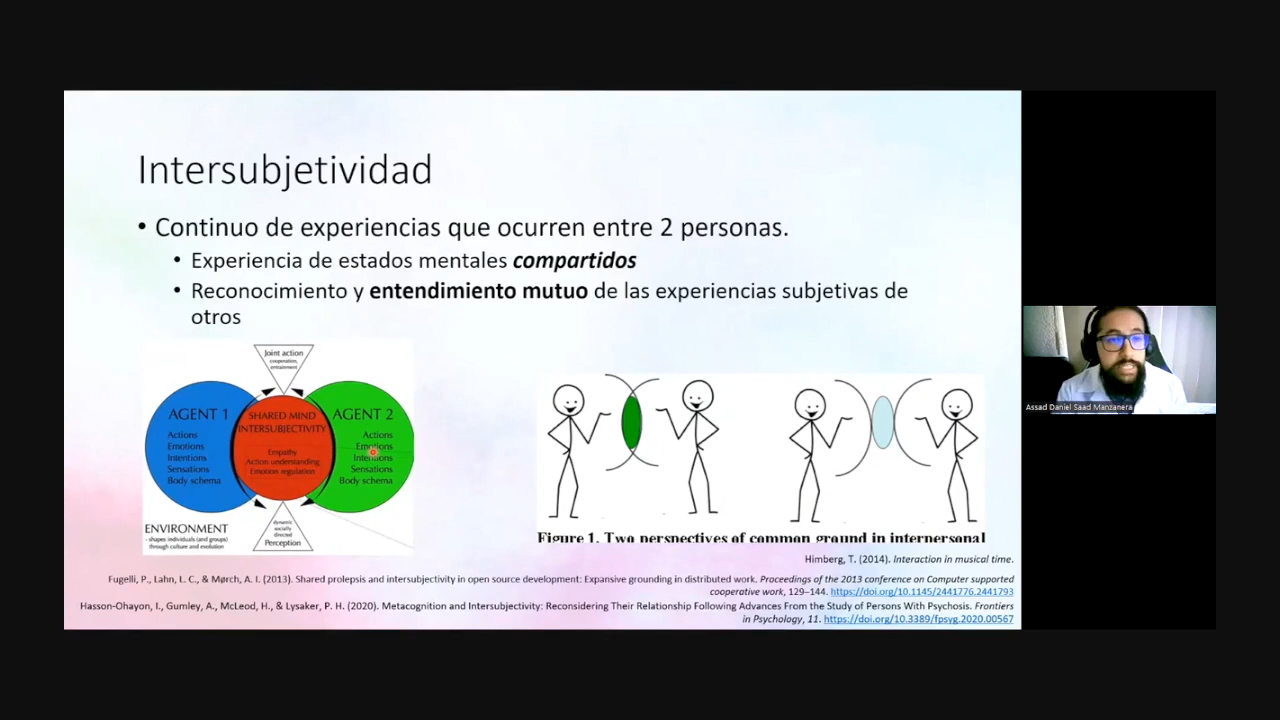 Intersubjetividad
• Continuo de experiencias que ocurren entre 2 personas.
• Experiencia de estados mentales compartidos
• Reconocimiento y entendimiento mutuo de las experiencias subjetivas de
otros
Joint action
cooperation,
entrainment
AGENT 1
Actions
Emotions
Intentions
Sensations
Body schema
SHARED MIND
INTERSUBJECTIVITY
Empathy
Action understanding
Emotion regulation
AGENT 2
Actions
Emotions
Intentions
Sensations
Body schema
ENVIRONMENT
- shapes individuals (and groups)
through culture and evolution
dynamic
socially
directed
Perception
Figure 1. Two perspectives of common ground in interpersonal
Himberg, T. (2014). Interaction in musical time.
Fugelli, P., Lahn, L. C., & Mørch, A. I. (2013). Shared prolepsis and intersubjectivity in open source development: Expansive grounding in distributed work. Proceedings of the 2013 conference on Computer supported
cooperative work, 129–144. https://doi.org/10.1145/2441776.2441793
Hasson-Ohayon, I., Gumley, A., McLeod, H., & Lysaker, P. H. (2020). Metacognition and Intersubjectivity: Reconsidering Their Relationship Following Advances From the Study of Persons With Psychosis. Frontiers
in Psychology, 11. https://doi.org/10.3389/fpsyg.2020.00567
Assad Daniel Saad Manzanera